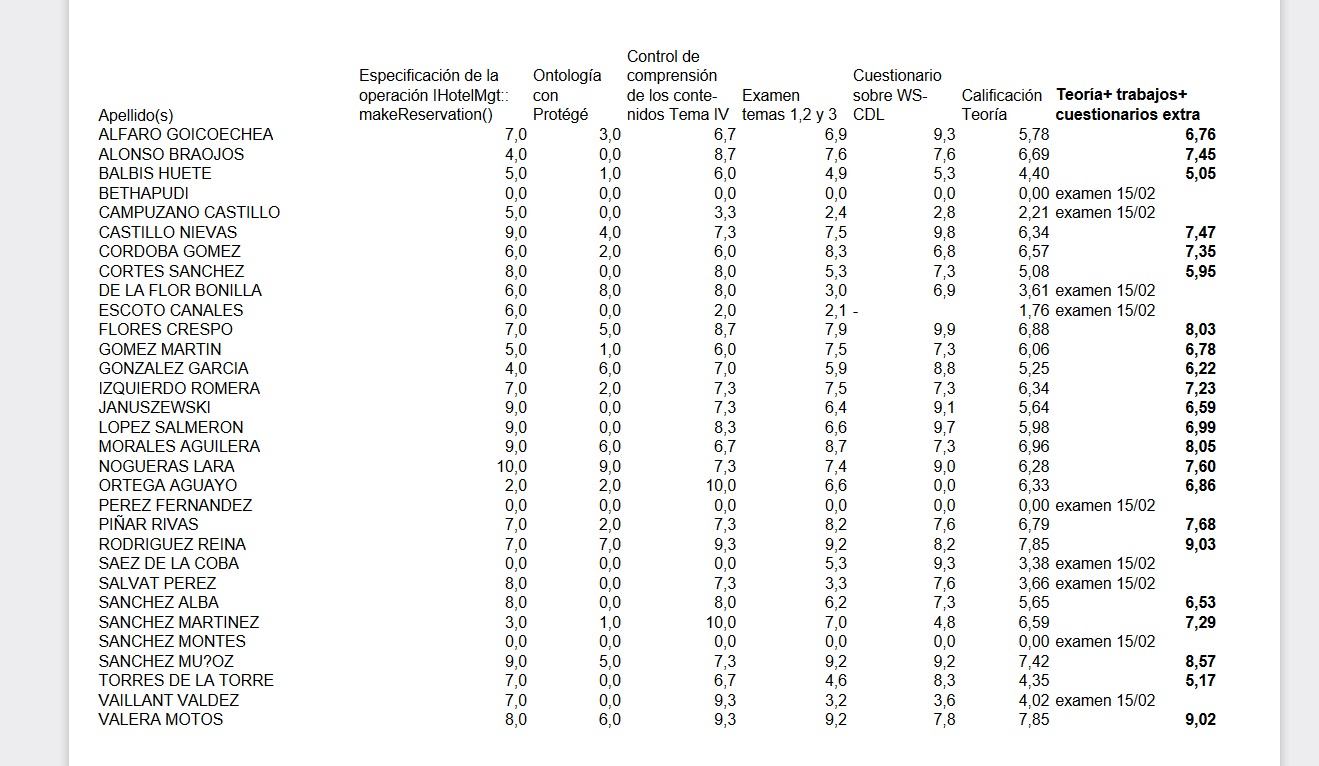 Apellido(s) Especificación de la operación IHotelMgt:: makeReservation() Ontología con Protégé Control de comprensión de los conte- nidos Tema IV Examen temas 1,2 y 3 Cuestionario sobre WS- CDL Calificación Teoría Teoría+ trabajos+ cuestionarios extra
ALFARO GOICOECHEA 7,0 3,0 6,7 6,9 9,3 5,78 6,76
ALONSO BRAOJOS 4,0 0,0 8,7 7,6 7,6 6,69 7,45
BALBIS HUETE 5,0 1,0 6,0 4,9 5,3 4,40 5,05
BETHAPUDI 0,0 0,0 0,0 0,0 0,0 0,00 examen 15/02
CAMPUZANO CASTILLO 5,0 0,0 3,3 2,4 2,8 2,21 examen 15/02
CASTILLO NIEVAS 9,0 4,0 7,3 7,5 9,8 6,34 7,47
CORDOBA GOMEZ 6,0 2,0 6,0 8,3 6,8 6,57 7,35
CORTES SANCHEZ 8,0 0,0 8,0 5,3 7,3 5,08 5,95
DE LA FLOR BONILLA 6,0 8,0 8,0 3,0 6,9 3,61 examen 15/02
ESCOTO CANALES 6,0 0,0 2,0 2,1 - 1,76 examen 15/02
FLORES CRESPO 7,0 5,0 8,7 7,9 9,9 6,88 8,03
GOMEZ MARTIN 5,0 1,0 6,0 7,5 7,3 6,06 6,78
GONZALEZ GARCIA 4,0 6,0 7,0 5,9 8,8 5,25 6,22
IZQUIERDO ROMERA 7,0 2,0 7,3 7,5 7,3 6,34 7,23
JANUSZEWSKI 9,0 0,0 7,3 6,4 9,1 5,64 6,59
LOPEZ SALMERON 9,0 0,0 8,3 6,6 9,7 5,98 6,99
MORALES AGUILERA 9,0 6,0 6,7 8,7 7,3 6,96 8,05
NOGUERAS LARA 10,0 9,0 7,3 7,4 9,0 6,28 7,60
ORTEGA AGUAYO 2,0 2,0 10,0 6,6 0,0 6,33 6,86
PEREZ FERNANDEZ 0,0 0,0 0,0 0,0 0,0 0,00 examen 15/02
PIÑAR RIVAS 7,0 2,0 7,3 8,2 7,6 6,79 7,68
RODRIGUEZ REINA 7,0 7,0 9,3 9,2 8,2 7,85 9,03
SAEZ DE LA COBA 0,0 0,0 0,0 5,3 9,3 3,38 examen 15/02
SALVAT PEREZ 8,0 0,0 7,3 3,3 7,6 3,66 examen 15/02
SANCHEZ ALBA 8,0 0,0 8,0 6,2 7,3 5,65 6,53
SANCHEZ MARTINEZ 3,0 1,0 10,0 7,0 4,8 6,59 7,29
SANCHEZ MONTES 0,0 0,0 0,0 0,0 0,0 0,00 examen 15/02
SANCHEZ MU?OZ 9,0 5,0 7,3 9,2 9,2 7,42 8,57
TORRES DE LA TORRE 7,0 0,0 6,7 4,6 8,3 4,35 5,17
VAILLANT VALDEZ 7,0 0,0 9,3 3,2 3,6 4,02 examen 15/02
VALERA MOTOS 8,0 6,0 9,3 9,2 7,8 7,85 9,02